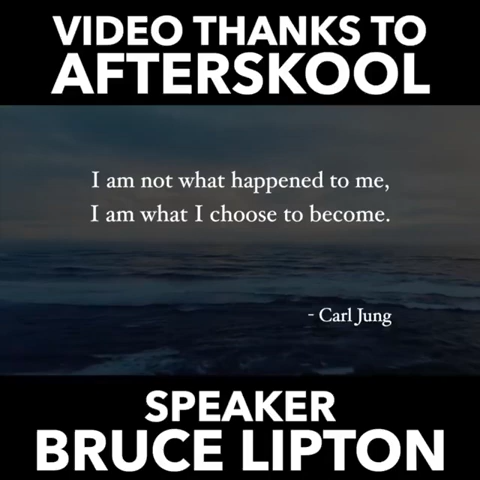 VIDEO THANKS TO
AFTERSKOOL
I am not what happened to me,
I am what I choose to become.
- Carl Jung
SPEAKER
BRUCE LIPTON